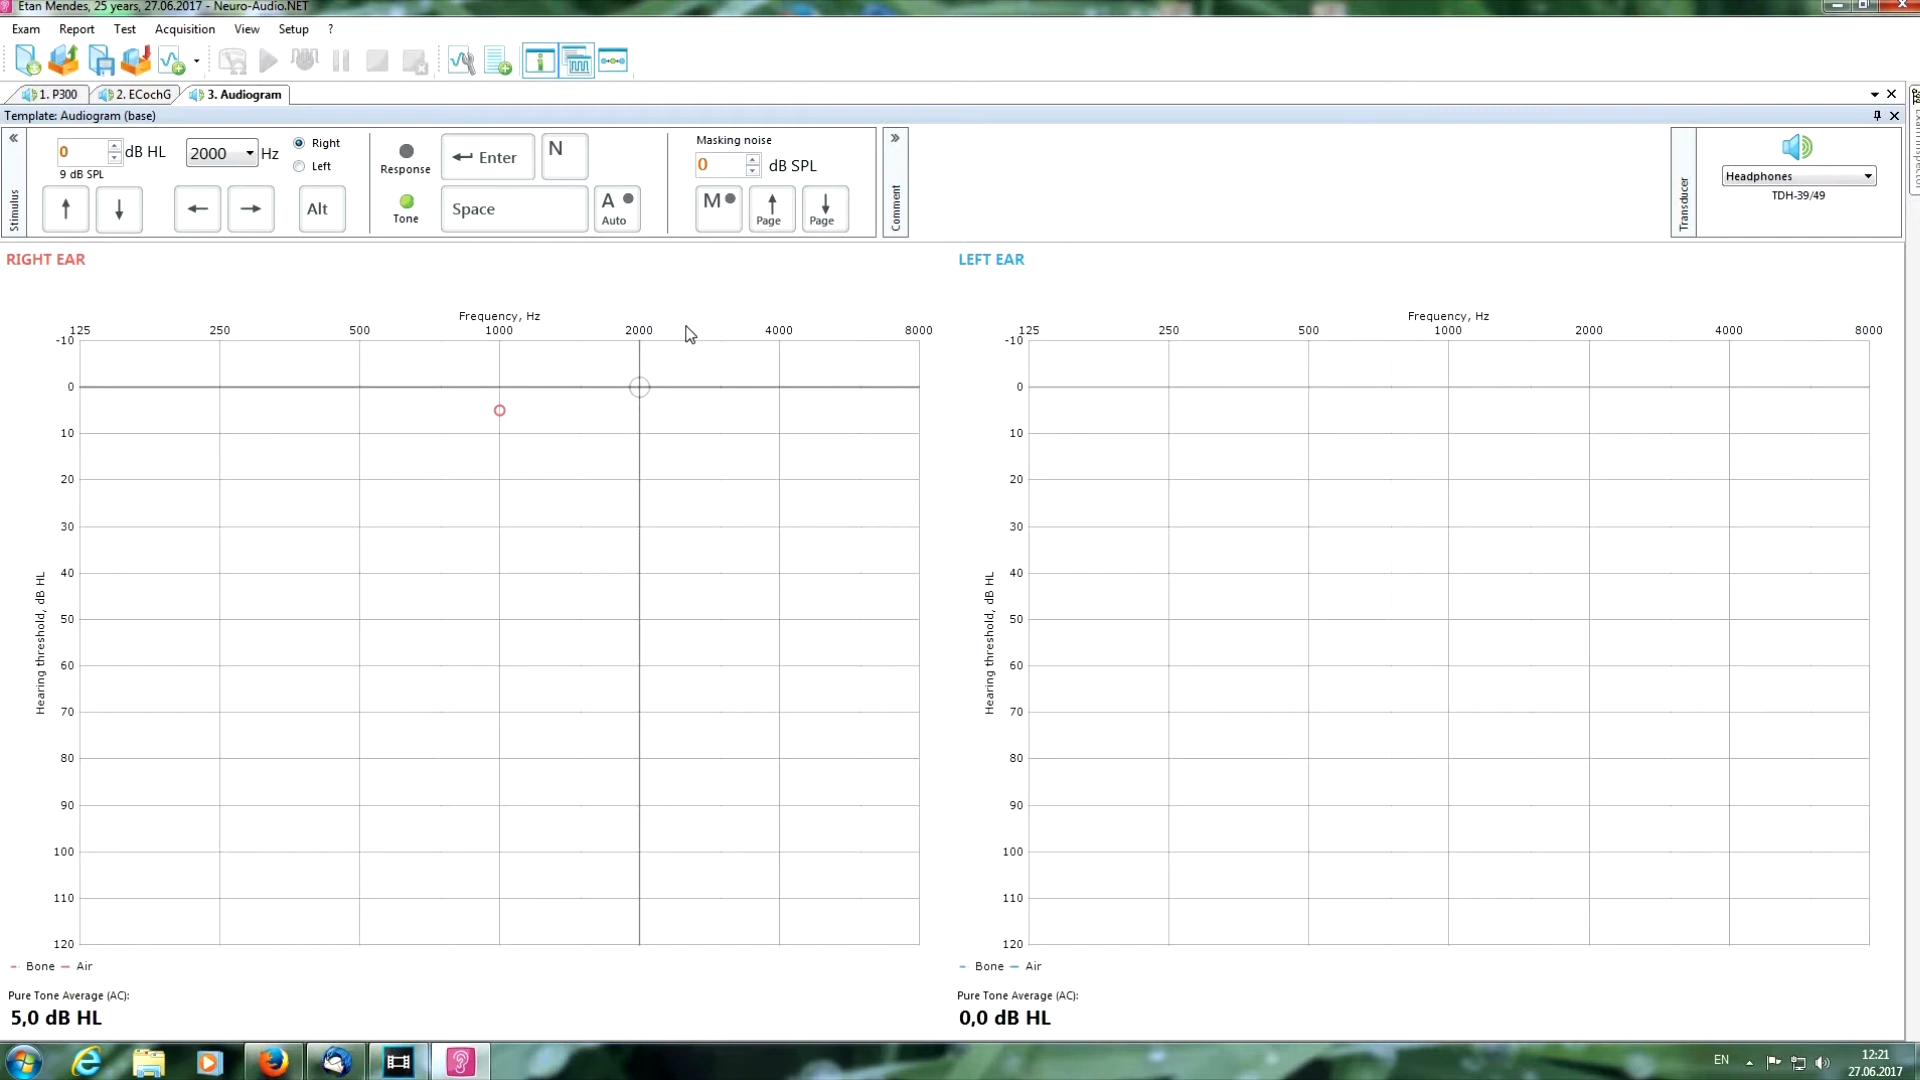 Etan Mendes, 25 years, 27.06.2017 - Neuro-Audio.NET
Exam Report Test Acquisition View Setup ?
1. P300 2. ECochG 3. Audiogram
Template: Audiogram (base)
Stimulus
0 dB HL 2000 Hz Right
Left
9 dB SPL
Alt
Response Enter N
Tone Space A Auto
Masking noise
0 dB SPL
M Page Page
Comment
Transducer
Headphones
TDH-39/49
RIGHT EAR
Frequency, Hz
125 250 500 1000 2000 4000 8000
-10
0
10
20
30
40
50
60
70
80
90
100
110
120
Hearing threshold, dB HL
Bone Air
Pure Tone Average (AC):
5,0 dB HL
LEFT EAR
Frequency, Hz
125 250 500 1000 2000 4000 8000
-10
0
10
20
30
40
50
60
70
80
90
100
110
120
Hearing threshold, dB HL
Bone Air
Pure Tone Average (AC):
0,0 dB HL
EN
12:21
27.06.2017